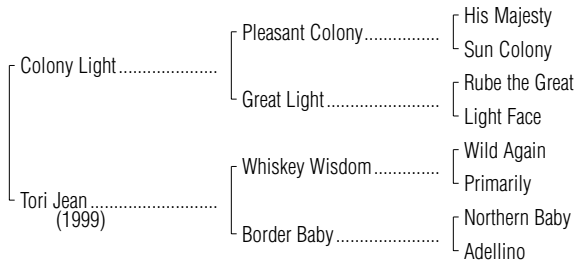 His Majesty
Pleasant Colony..................
Sun Colony
Colony Light.....................
Rube the Great
Great Light........................
Light Face
Wild Again
Whiskey Wisdom...............
Primarily
Tori Jean...........................
(1999)
Northern Baby
Border Baby......................
Adellino